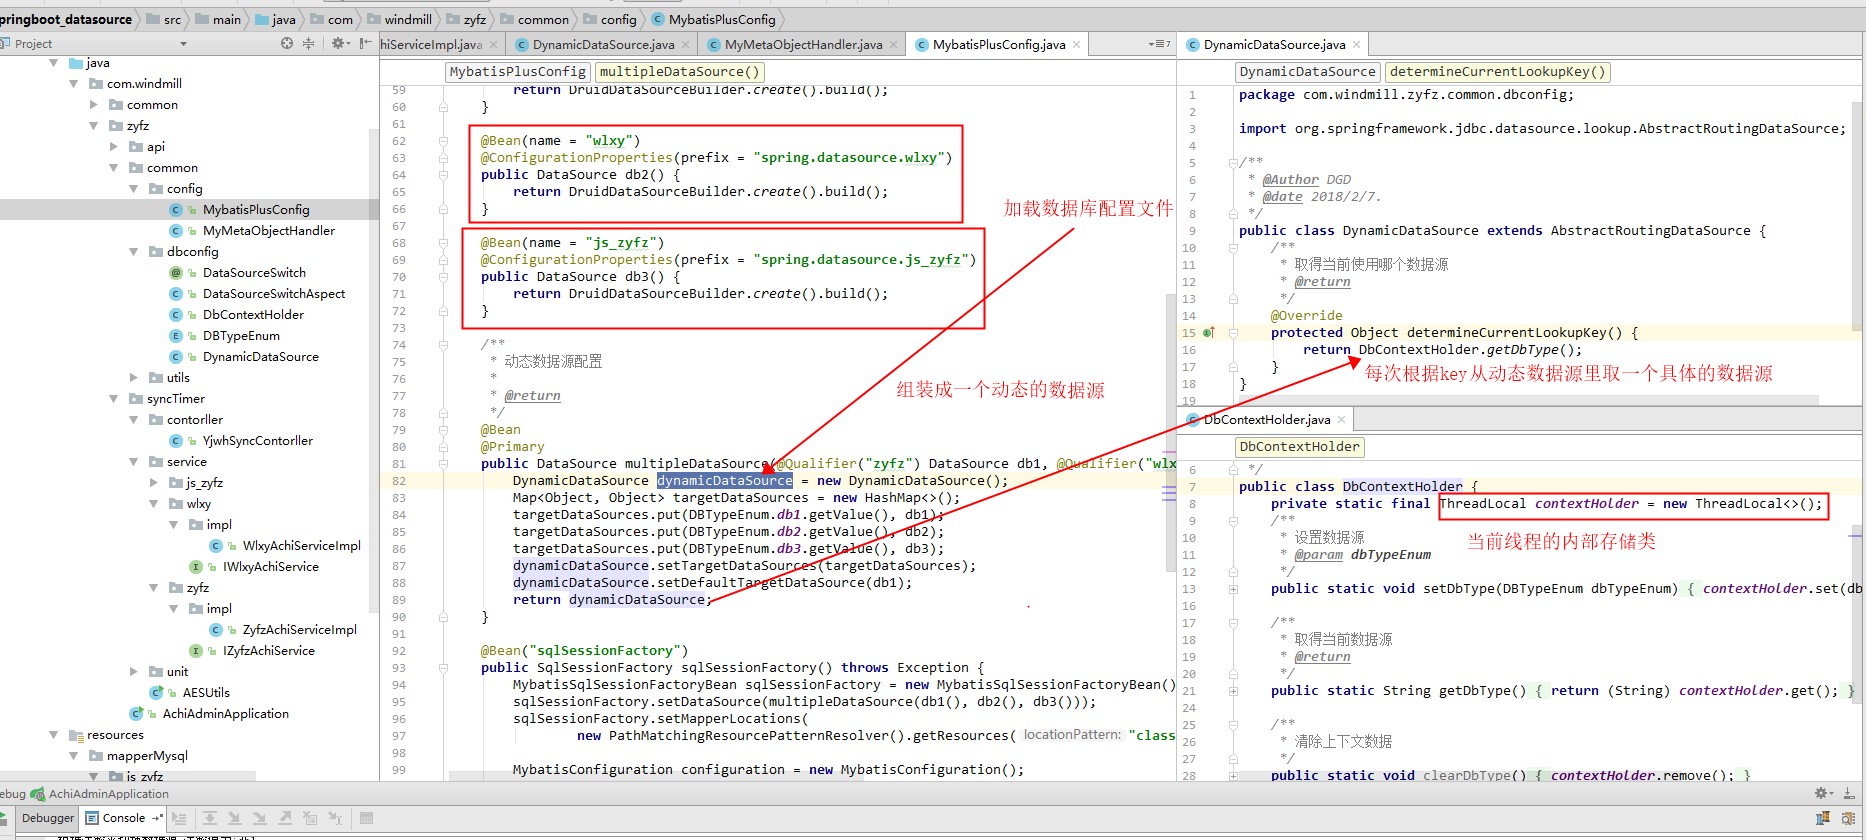 pringboot_datasource
src
main
java
com
windmill
zyfz
common
config
MybatisPlusConfig
Project
hiServiceImpl.java
DynamicDataSource.java
MyMetaObjectHandler.java
MybatisPlusConfig.java
7
DynamicDataSource.java
java
com.windmill
common
zyfz
api
common
config
MybatisPlusConfig
MyMetaObjectHandler
dbconfig
DataSourceSwitch
DataSourceSwitchAspect
DbContextHolder
DBTypeEnum
DynamicDataSource
utils
syncTimer
contorller
YjwhSyncContorller
service
js_zyfz
wlxy
impl
WlxyAchiServiceImpl
IWlxyAchiService
zyfz
impl
ZyfzAchiServiceImpl
IZyfzAchiService
unit
AESUtils
AchiAdminApplication
resources
mapperMysql
js_zyfz
MybatisPlusConfig multipleDataSource()
59 return DruidDataSourceBuilder.create().build();
60 }
61
62 @Bean(name = "wlxy")
63 @ConfigurationProperties(prefix = "spring.datasource.wlxy")
64 public DataSource db2() {
65 return DruidDataSourceBuilder.create().build();
66 }
67
68 @Bean(name = "js_zyfz")
69 @ConfigurationProperties(prefix = "spring.datasource.js_zyfz")
70 public DataSource db3() {
71 return DruidDataSourceBuilder.create().build();
72 }
73
74 /**
75 * 动态数据源配置
76 *
77 * @return
78 */
79 @Bean
80 @Primary
81 public DataSource multipleDataSource(@Qualifier("zyfz") DataSource db1, @Qualifier("wlx
82 DynamicDataSource dynamicDataSource = new DynamicDataSource();
83 Map<Object, Object> targetDataSources = new HashMap<>();
84 targetDataSources.put(DBTypeEnum.db1.getValue(), db1);
85 targetDataSources.put(DBTypeEnum.db2.getValue(), db2);
86 targetDataSources.put(DBTypeEnum.db3.getValue(), db3);
87 dynamicDataSource.setTargetDataSources(targetDataSources);
88 dynamicDataSource.setDefaultTargetDataSource(db1);
89 return dynamicDataSource;
90 }
91
92 @Bean("sqlSessionFactory")
93 public SqlSessionFactory sqlSessionFactory() throws Exception {
94 MybatisSqlSessionFactoryBean sqlSessionFactory = new MybatisSqlSessionFactoryBean()
95 sqlSessionFactory.setDataSource(multipleDataSource(db1(), db2(), db3()));
96 sqlSessionFactory.setMapperLocations(
97 new PathMatchingResourcePatternResolver().getResources( locationPattern: "class
98
99 MybatisConfiguration configuration = new MybatisConfiguration();
加载数据库配置文件
组装成一个动态的数据源
DynamicDataSource determineCurrentLookupKey()
1 package com.windmill.zyfz.common.dbconfig;
2
3 import org.springframework.jdbc.datasource.lookup.AbstractRoutingDataSource;
4
5 /**
6 * @Author DGD
7 * @date 2018/2/7.
8 */
9 public class DynamicDataSource extends AbstractRoutingDataSource {
10 /**
11 * 取得当前使用哪个数据源
12 * @return
13 */
14 @Override
15 protected Object determineCurrentLookupKey() {
16 return DbContextHolder.getDbType();
17 }
18 }
19
每次根据key从动态数据源里取一个具体的数据源
DbContextHolder.java
DbContextHolder
6 */
7 public class DbContextHolder {
8 private static final ThreadLocal contextHolder = new ThreadLocal<>();
9 /**
10 * 设置数据源
11 * @param dbTypeEnum
12 */
13 public static void setDbType(DBTypeEnum dbTypeEnum) { contextHolder.set(db
16
17 /**
18 * 取得当前数据源
19 * @return
20 */
21 public static String getDbType() { return (String) contextHolder.get(); }
24
25 /**
26 * 清除上下文数据
27 */
28 public static void clearDbType() { contextHolder.remove(); }
当前线程的内部存储类
ebug AchiAdminApplication
Debugger
Console